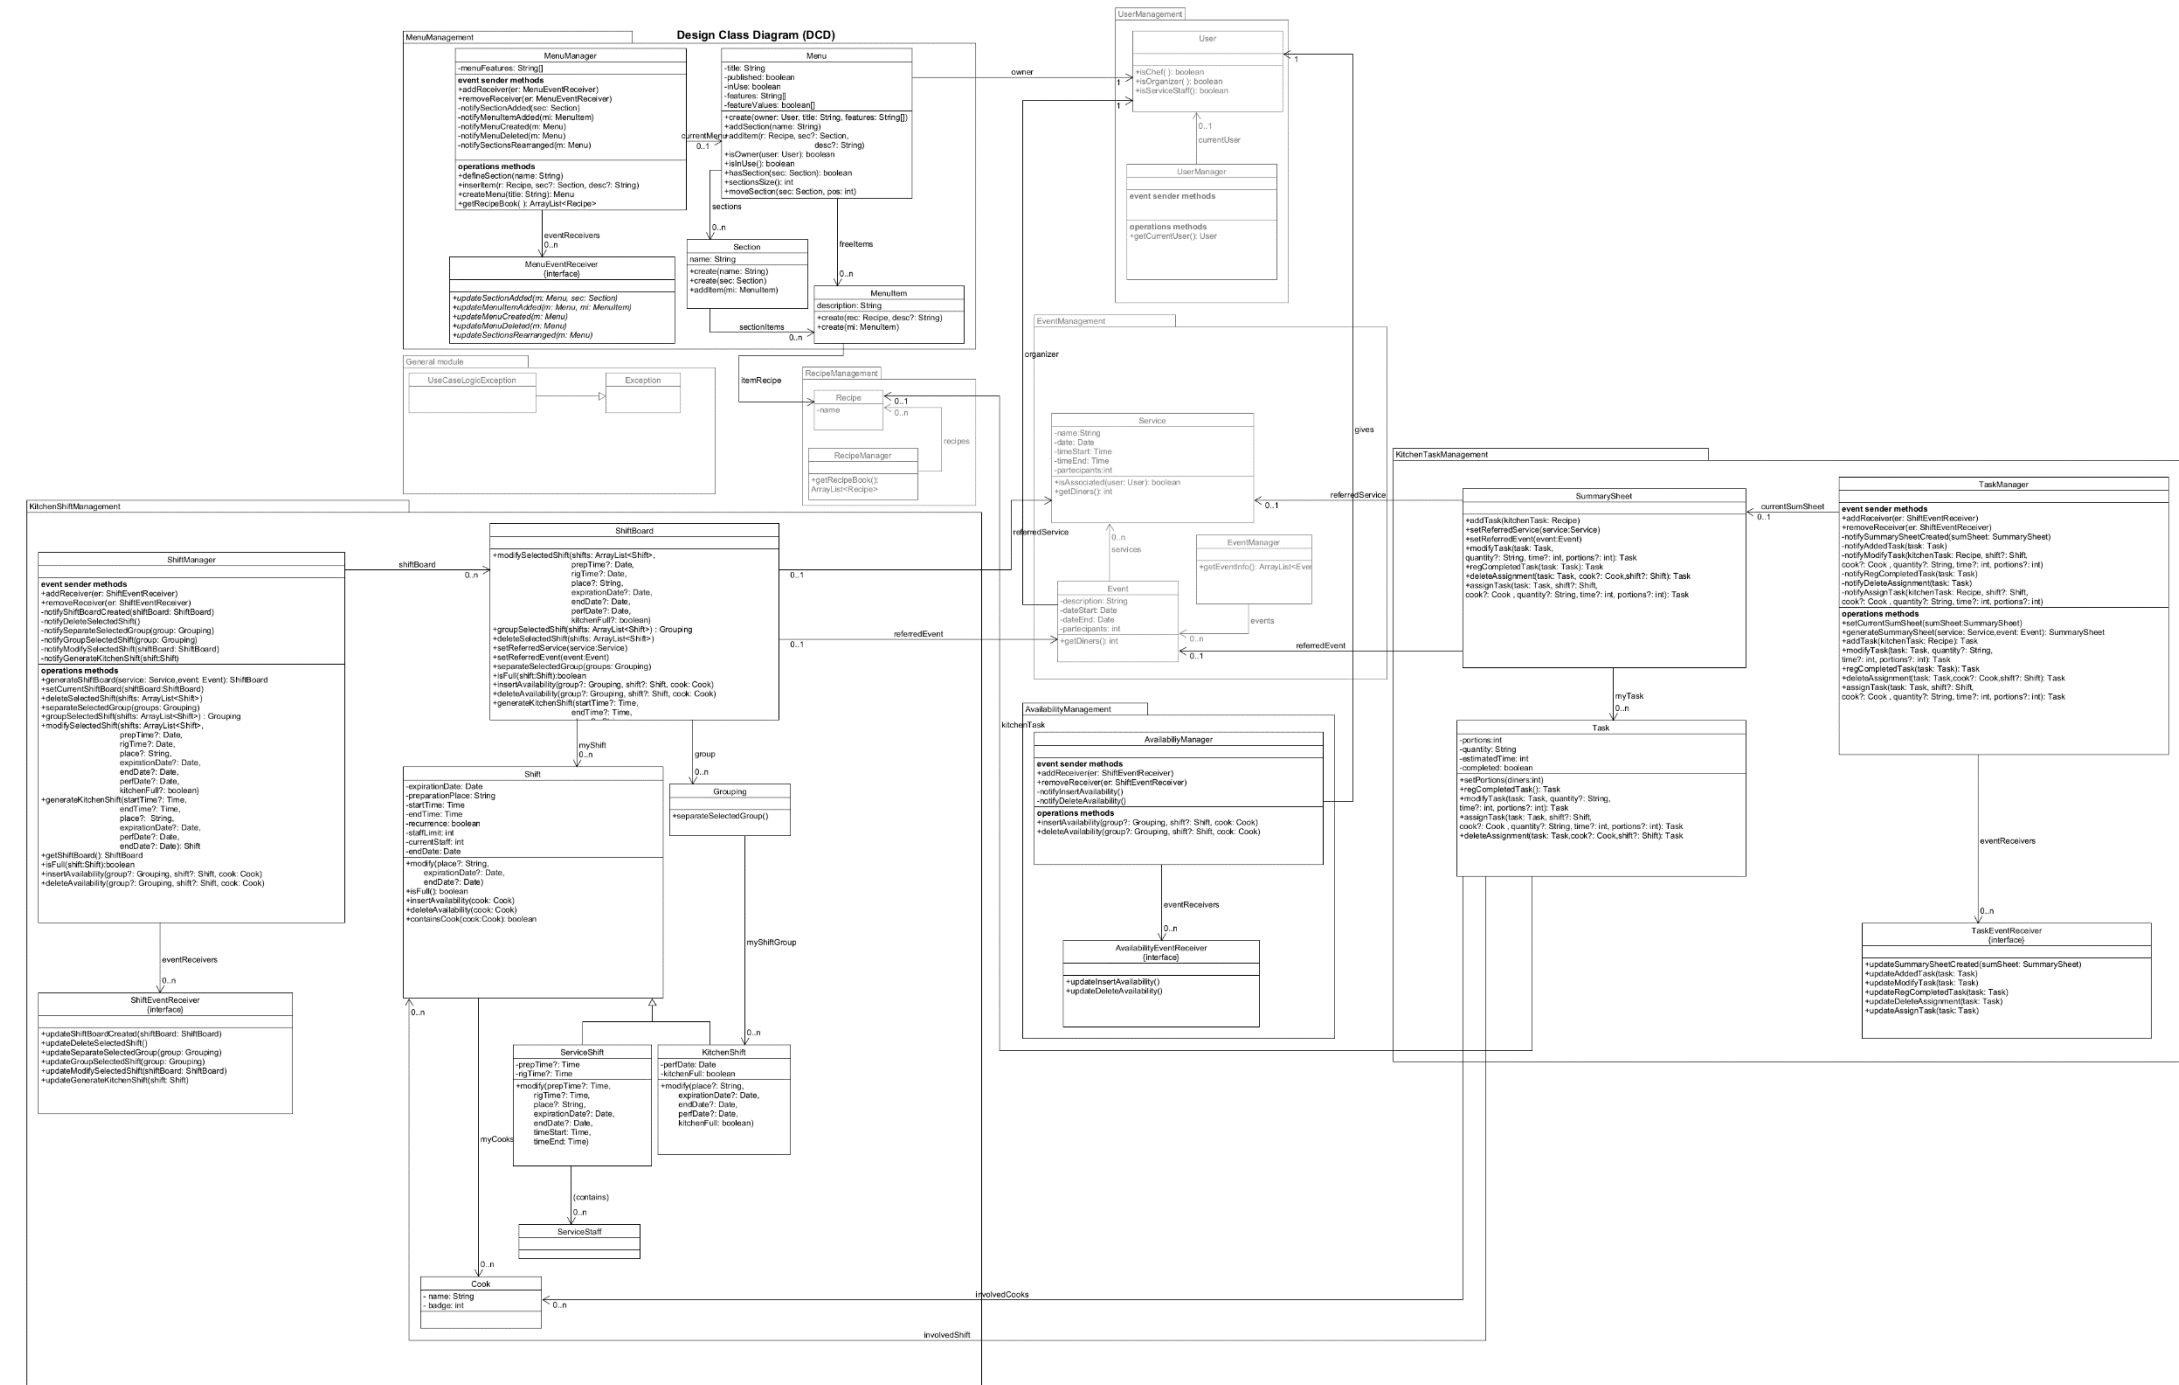 Design Class Diagram (DCD)
MenuManagement
MenuManager
-menuFeatures: String[]
event sender methods
+addReceiver(er: MenuEventReceiver)
+removeReceiver(er: MenuEventReceiver)
-notifySectionAdded(sec: Section)
-notifyMenuItemAdded(mi: MenuItem)
-notifyMenuCreated(m: Menu)
-notifyMenuDeleted(m: Menu)
-notifySectionsRearranged(m: Menu)
operations methods
+defineSection(name: String)
+insertItem(r: Recipe, sec?: Section, desc?: String)
+createMenu(title: String): Menu
+getRecipeBook( ): ArrayList<Recipe>
eventReceivers
0..n
MenuEventReceiver
{interface}
+updateSectionAdded(m: Menu, sec: Section)
+updateMenuItemAdded(m: Menu, mi: MenuItem)
+updateMenuCreated(m: Menu)
+updateMenuDeleted(m: Menu)
+updateSectionsRearranged(m: Menu)
currentMenu
0..1
Menu
-title: String
-published: boolean
-inUse: boolean
-features: String[]
-featureValues: boolean[]
+create(owner: User, title: String, features: String[])
+addSection(name: String)
+addItem(r: Recipe, sec?: Section,
desc?: String)
+isOwner(user: User): boolean
+isInUse(): boolean
+hasSection(sec: Section): boolean
+sectionsSize(): int
+moveSection(sec: Section, pos: int)
sections
0..n
freeItems
0..n
Section
name: String
+create(name: String)
+create(sec: Section)
+addItem(mi: MenuItem)
sectionItems
0..n
MenuItem
description: String
+create(rec: Recipe, desc?: String)
+create(mi: MenuItem)
itemRecipe
owner
1
1
1
UserManagement
User
+isChef( ): boolean
+isOrganizer( ): boolean
+isServiceStaff(): boolean
0..1
currentUser
UserManager
event sender methods
operations methods
+getCurrentUser(): User
General module
UseCaseLogicException
Exception
RecipeManagement
Recipe
-name
0..1
0..n
recipes
RecipeManager
+getRecipeBook():
ArrayList<Recipe>
EventManagement
organizer
gives
Service
-name:String
-date: Date
-timeStart: Time
-timeEnd: Time
-partecipants:int
+isAssociated(user: User): boolean
+getDiners(): int
referredService
0..1
referredService
0..1
0..n
services
EventManager
+getEventInfo(): ArrayList<Ever
events
0..n
Event
-description: String
-dateStart: Date
-dateEnd: Date
-partecipants: int
+getDiners(): int
referredEvent
0..1
referredEvent
0..1
KitchenTaskManagement
SummarySheet
+addTask(kitchenTask: Recipe)
+setReferredService(service:Service)
+setReferredEvent(event:Event)
+modifyTask(task: Task,
quantity?: String, time?: int, portions?: int): Task
+regCompletedTask(task: Task): Task
+deleteAssignment(task: Task, cook?: Cook,shift?: Shift): Task
+assignTask(task: Task, shift?: Shift,
cook?: Cook , quantity?: String, time?: int, portions?: int): Task
currentSumSheet
0..1
TaskManager
event sender methods
+addReceiver(er: ShiftEventReceiver)
+removeReceiver(er: ShiftEventReceiver)
-notifySummarySheetCreated(sumSheet: SummarySheet)
-notifyAddedTask(task: Task)
-notifyModifyTask(kitchenTask: Recipe, shift?: Shift,
cook?: Cook , quantity?: String, time?: int, portions?: int)
-notifyRegCompletedTask(task: Task)
-notifyDeleteAssignment(task: Task)
-notifyAssignTask(kitchenTask: Recipe, shift?: Shift,
cook?: Cook , quantity?: String, time?: int, portions?: int)
operations methods
+setCurrentSumSheet(sum:SummarySheet)
+generateSummarySheet(service: Service,event: Event): SummarySheet
+addTask(kitchenTask: Recipe): Task
+modifyTask(task: Task, quantity?: String,
time?: int, portions?: int): Task
+regCompletedTask(task: Task): Task
+deleteAssignment(task: Task,cook?: Cook,shift?: Shift): Task
+assignTask(task: Task, shift?: Shift,
cook?: Cook , quantity?: String, time?: int, portions?: int): Task
myTask
0..n
Task
-portions:int
-quantity: String
-estimatedTime: int
-completed: boolean
+setPortions(diners:int)
+regCompletedTask(): Task
+modifyTask(task: Task, quantity?: String,
time?: int, portions?: int): Task
+assignTask(task: Task, shift?: Shift,
cook?: Cook , quantity?: String, time?: int, portions?: int): Task
+deleteAssignment(task: Task,cook?: Cook,shift?: Shift): Task
eventReceivers
0..n
TaskEventReceiver
{interface}
+updateSummarySheetCreated(sumSheet: SummarySheet)
+updateAddedTask(task: Task)
+updateModifyTask(task: Task)
+updateRegCompletedTask(task: Task)
+updateDeleteAssignment(task: Task)
+updateAssignTask(task: Task)
KitchenShiftManagement
ShiftManager
event sender methods
+addReceiver(er: ShiftEventReceiver)
+removeReceiver(er: ShiftEventReceiver)
-notifyShiftBoardCreated(shiftBoard: ShiftBoard)
-notifyDeleteSelectedShift()
-notifySeparateSelectedGroup(group: Grouping)
-notifyGroupSelectedShift(group: Grouping)
-notifyModifySelectedShift(shiftBoard: ShiftBoard)
-notifyGenerateKitchenShift(shift:Shift)
operations methods
+generateShiftBoard(service: Service,event: Event): ShiftBoard
+setCurrentShiftBoard(shiftBoard:ShiftBoard)
+deleteSelectedShift(shifts: ArrayList<Shift>)
+separateSelectedGroup(groups: Grouping)
+groupSelectedShift(shifts: ArrayList<Shift>) : Grouping
+modifySelectedShift(shifts: ArrayList<Shift>,
prepTime?: Date,
rigTime?: Date,
place?: String,
expirationDate?: Date,
endDate?: Date,
perfDate?: Date,
kitchenFull?: boolean)
+generateKitchenShift(startTime?: Time,
endTime?: Time,
place?: String,
expirationDate?: Date,
perfDate?: Date,
endDate?: Date): Shift
+getShiftBoard(): ShiftBoard
+isFull(shift:Shift):boolean
+insertAvailability(group?: Grouping, shift?: Shift, cook: Cook)
+deleteAvailability(group?: Grouping, shift?: Shift, cook: Cook)
eventReceivers
0..n
ShiftEventReceiver
{interface}
+updateShiftBoardCreated(shiftBoard: ShiftBoard)
+updateDeleteSelectedShift()
+updateSeparateSelectedGroup(group: Grouping)
+updateGroupSelectedShift(group: Grouping)
+updateModifySelectedShift(shiftBoard: ShiftBoard)
+updateGenerateKitchenShift(shift: Shift)
shiftBoard
0..n
ShiftBoard
+modifySelectedShift(shifts: ArrayList<Shift>,
prepTime?: Date,
rigTime?: Date,
place?: String,
expirationDate?: Date,
endDate?: Date,
perfDate?: Date,
kitchenFull?: boolean)
+groupSelectedShift(shifts: ArrayList<Shift>) : Grouping
+deleteSelectedShift(shifts: ArrayList<Shift>)
+setReferredService(service:Service)
+setReferredEvent(event:Event)
+separateSelectedGroup(groups: Grouping)
+isFull(shift:Shift):boolean
+insertAvailability(group?: Grouping, shift?: Shift, cook: Cook)
+deleteAvailability(group?: Grouping, shift?: Shift, cook: Cook)
+generateKitchenShift(startTime?: Time,
endTime?: Time,
myShift
0..n
group
0..n
Shift
-expirationDate: Date
-preparationPlace: String
-startTime: Time
-endTime: Time
-recurrence: boolean
-staffLimit: int
-currentStaff: int
-endDate: Date
+modify(place?: String,
expirationDate?: Date,
endDate?: Date)
+isFull(): boolean
+insertAvailability(cook: Cook)
+deleteAvailability(cook: Cook)
+containsCook(cook:Cook): boolean
0..n
Grouping
+separateSelectedGroup()
myShiftGroup
0..n
ServiceShift
-prepTime?: Time
-rigTime?: Time
+modify(prepTime?: Time,
rigTime?: Time,
place?: String,
expirationDate?: Date,
endDate?: Date,
timeStart: Time,
timeEnd: Time)
KitchenShift
-perfDate: Date
-kitchenFull: boolean
+modify(place?: String,
expirationDate?: Date,
endDate?: Date,
perfDate?: Date,
kitchenFull: boolean)
myCooks
0..n
(contains)
0..n
ServiceStaff
Cook
- name: String
- badge: int
0..n
involvedCooks
involvedShift
AvailabilityManagement
kitchenTask
AvailabiliyManager
event sender methods
+addReceiver(er: ShiftEventReceiver)
+removeReceiver(er: ShiftEventReceiver)
-notifyInsertAvailability()
-notifyDeleteAvailability()
operations methods
+insertAvailability(group?: Grouping, shift?: Shift, cook: Cook)
+deleteAvailability(group?: Grouping, shift?: Shift, cook: Cook)
eventReceivers
0..n
AvailabilityEventReceiver
{interface}
+updateInsertAvailability()
+updateDeleteAvailability()